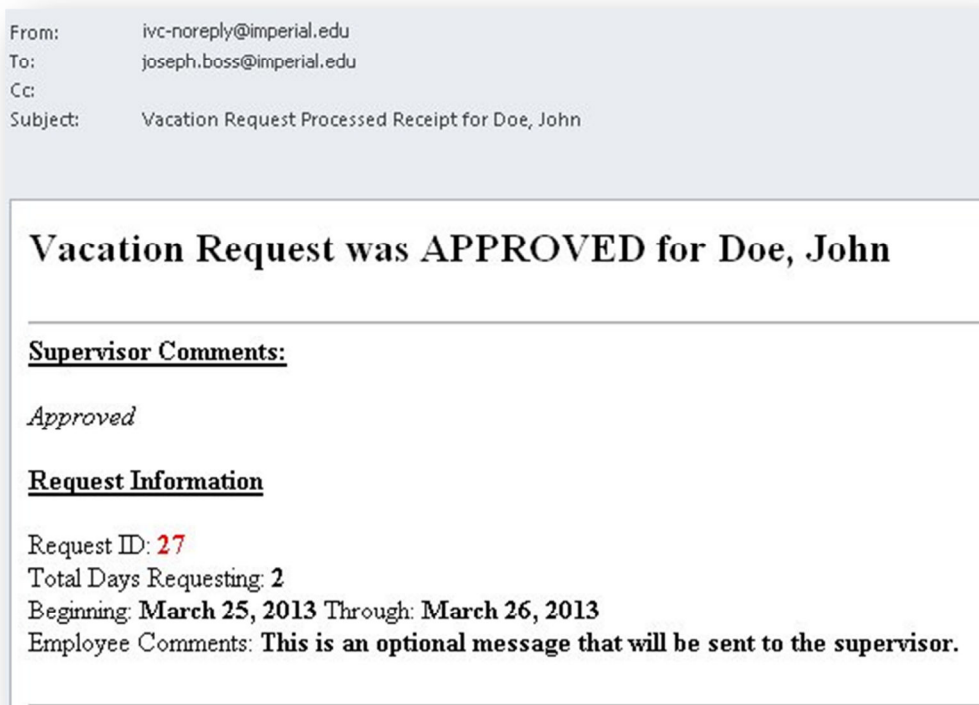 From: ivc-noreply@imperial.edu
To: joseph.boss@imperial.edu
Cc:
Subject: Vacation Request Processed Receipt for Doe, John
Vacation Request was APPROVED for Doe, John
Supervisor Comments:
Approved
Request Information
Request ID: 27
Total Days Requesting: 2
Beginning: March 25, 2013 Through: March 26, 2013
Employee Comments: This is an optional message that will be sent to the supervisor.